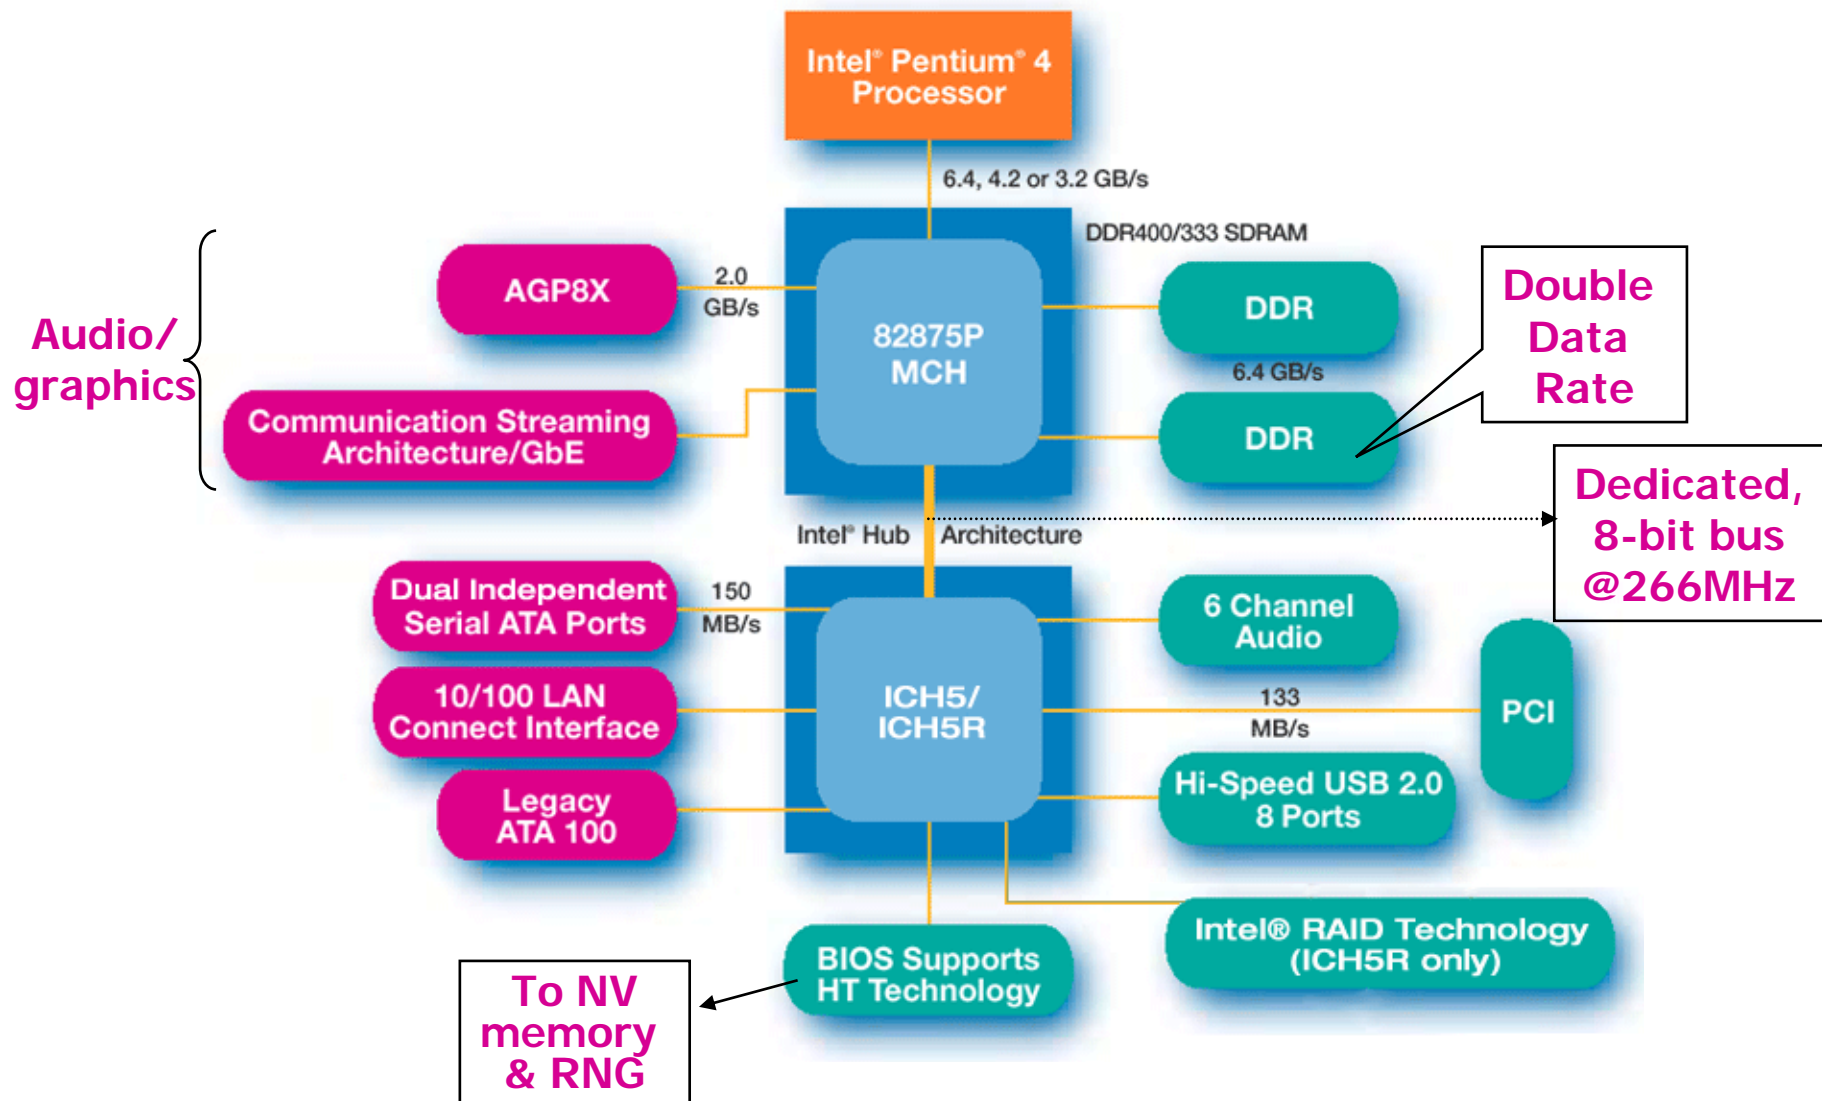 Intel® Pentium® 4
Processor
6.4, 4.2 or 3.2 GB/s
DDR400/333 SDRAM
AGP8X
2.0
GB/s
82875P
MCH
DDR
6.4 GB/s
DDR
Double
Data
Rate
Audio/
graphics
Communication Streaming
Architecture/GbE
Dedicated,
8-bit bus
@266MHz
Intel® Hub Architecture
Dual Independent
Serial ATA Ports
150
MB/s
6 Channel
Audio
10/100 LAN
Connect Interface
ICH5/
ICH5R
133
MB/s
PCI
Legacy
ATA 100
Hi-Speed USB 2.0
8 Ports
BIOS Supports
HT Technology
Intel® RAID Technology
(ICH5R only)
To NV
memory
& RNG